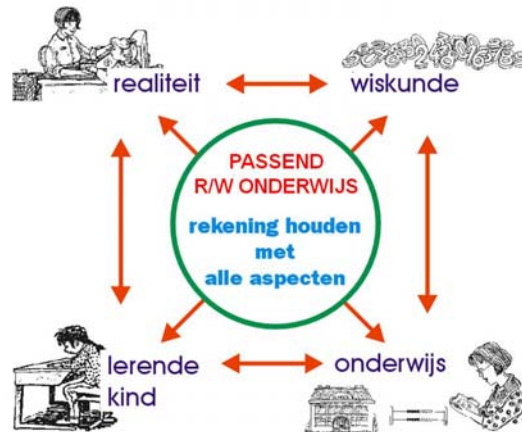 realiteit
wiskunde
PASSEND
R/W ONDERWIJS
rekening houden
met
alle aspecten
lerende
kind
onderwijs